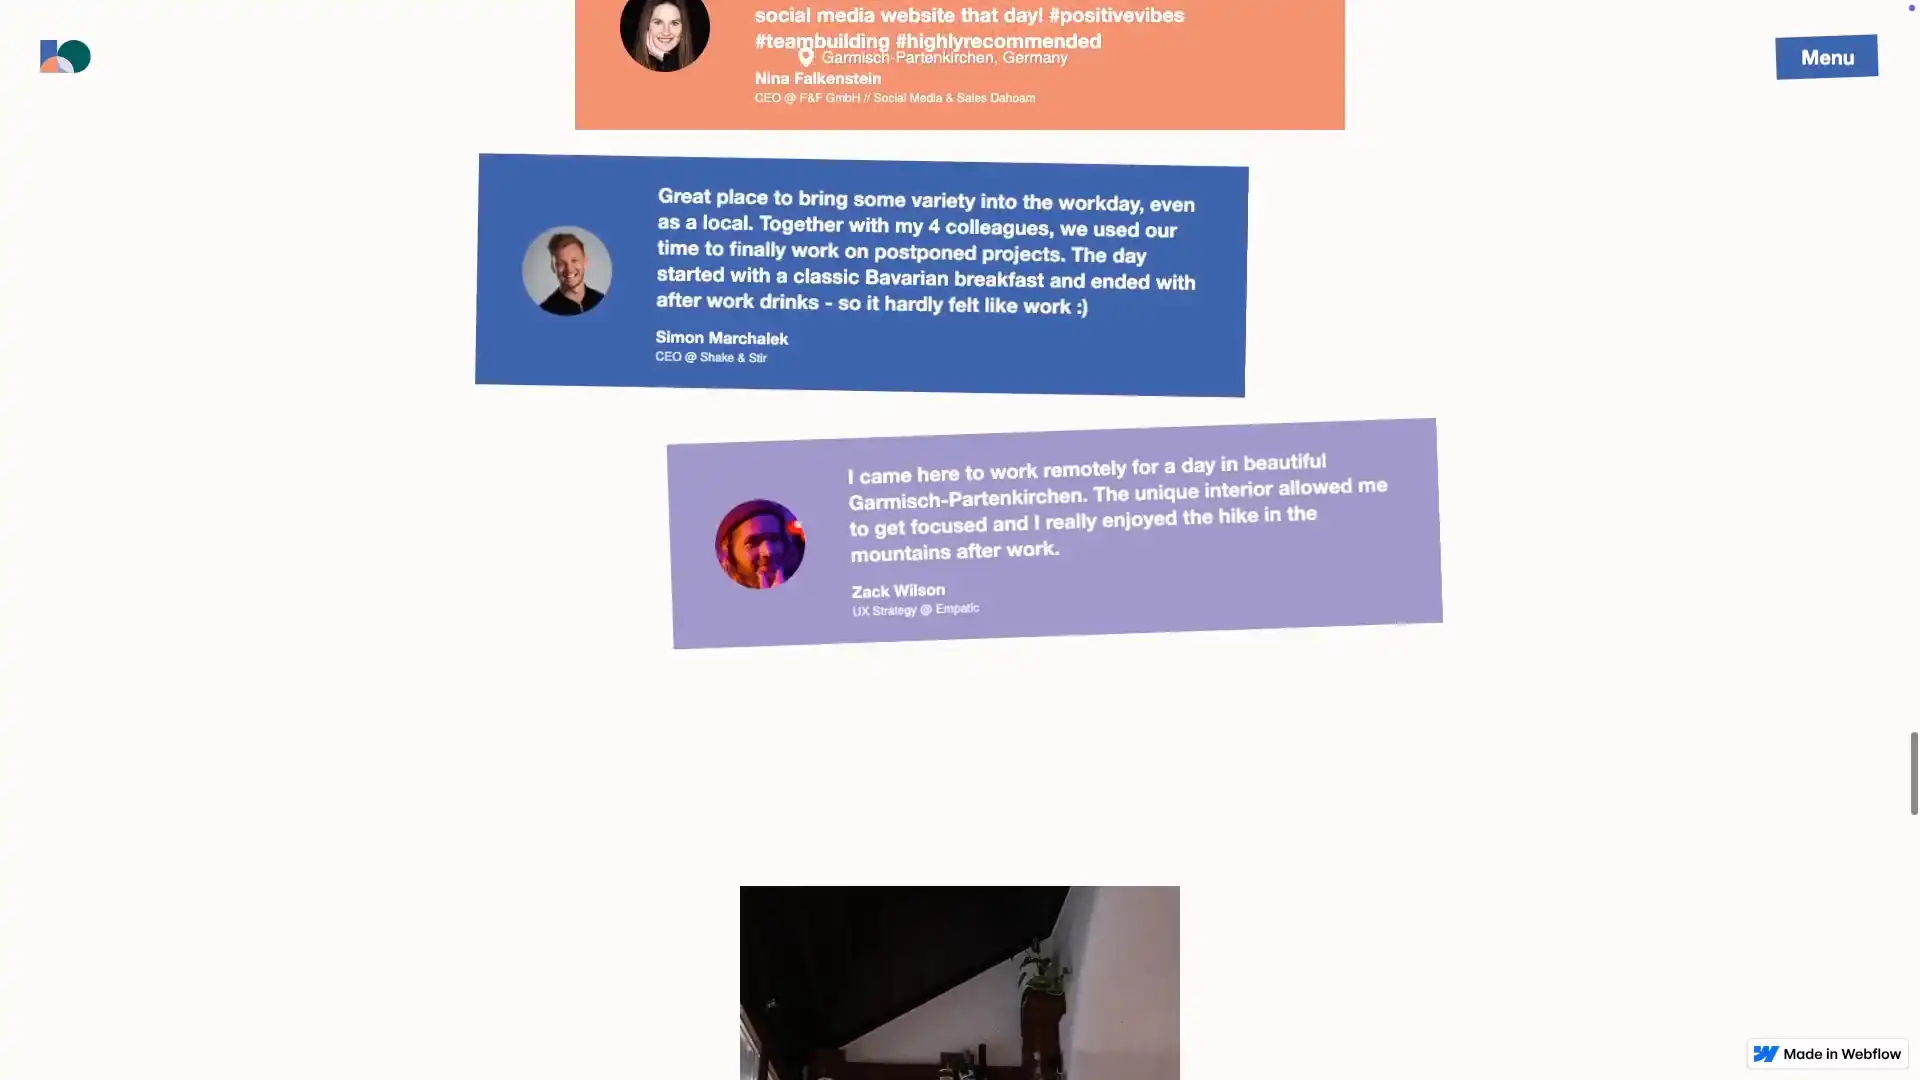 social media website that day! #positivevibes
#teambuilding #highlyrecommended
Garmisch-Partenkirchen, Germany
Menu
Nina Falkenstein
CEO @ F&F GmbH // Social Media & Sales Dahoam
Great place to bring some variety into the workday, even
as a local. Together with my 4 colleagues, we used our
time to finally work on postponed projects. The day
started with a classic Bavarian breakfast and ended with
after work drinks - so it hardly felt like work :)
Simon Marchalek
CEO @ Shake & Stir
I came here to work remotely for a day in beautiful
Garmisch-Partenkirchen. The unique interior allowed me
to get focused and I really enjoyed the hike in the
mountains after work.
Zack Wilson
UX Strategy @ Empatic
Made in Webflow